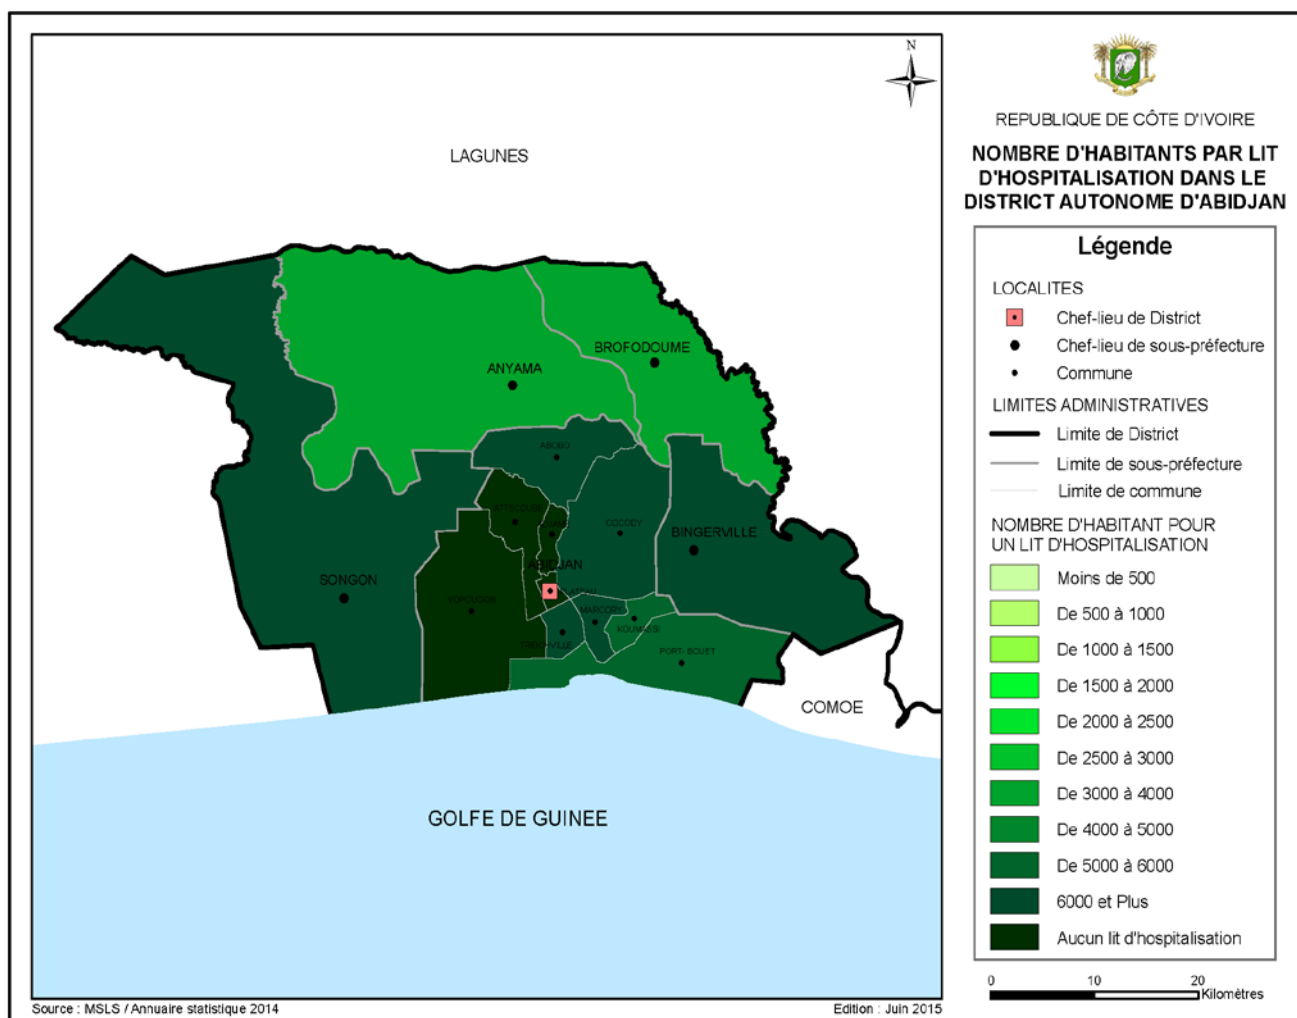 N
REPUBLIQUE DE CÔTE D'IVOIRE
NOMBRE D'HABITANTS PAR LIT
D'HOSPITALISATION DANS LE
DISTRICT AUTONOME D'ABIDJAN
LAGUNES
BROFODOUME
ANYAMA
ABOBO
ATTECOUBE
COCODY
BINGERVILLE
ABIDJAN
SONGON
YOPOUGON
MARCORY
KOUMASSI
TREICHVILLE
PORT- BOUET
COMOE
GOLFE DE GUINEE
Légende
LOCALITES
Chef-lieu de District
Chef-lieu de sous-préfecture
Commune
LIMITES ADMINISTRATIVES
Limite de District
Limite de sous-préfecture
Limite de commune
NOMBRE D'HABITANT POUR
UN LIT D'HOSPITALISATION
Moins de 500
De 500 à 1000
De 1000 à 1500
De 1500 à 2000
De 2000 à 2500
De 2500 à 3000
De 3000 à 4000
De 4000 à 5000
De 5000 à 6000
6000 et Plus
Aucun lit d'hospitalisation
0 10 20
Kilomètres
Source : MSLS / Annuaire statistique 2014
Edition : Juin 2015